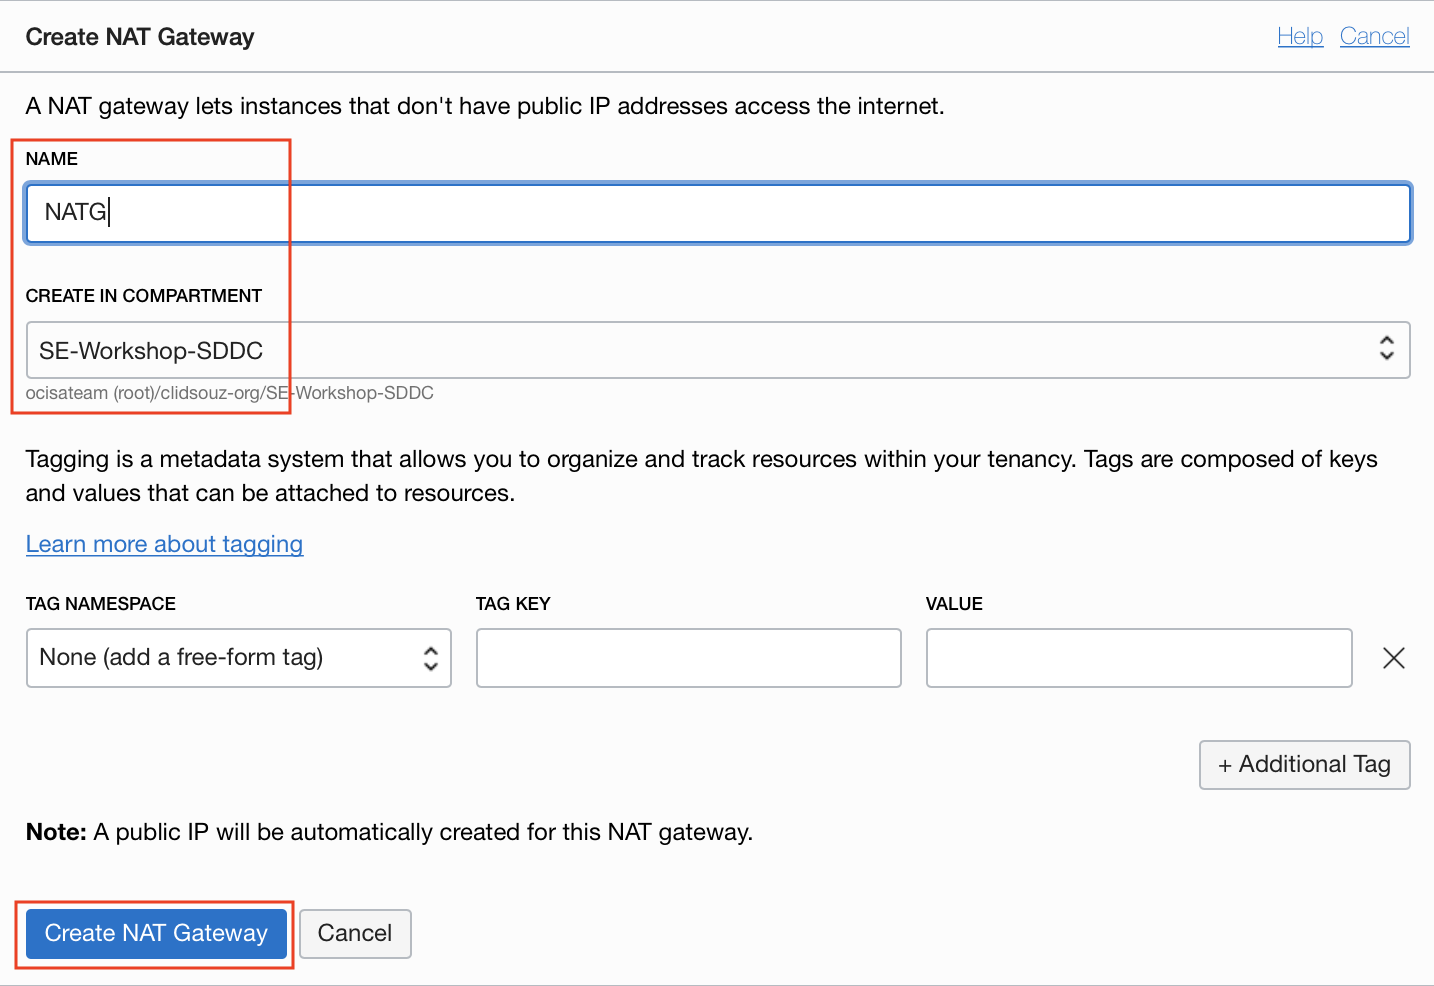 Create NAT Gateway
Help Cancel
A NAT gateway lets instances that don't have public IP addresses access the internet.
NAME
NATG
CREATE IN COMPARTMENT
SE-Workshop-SDDC
ocisateam (root)/clidsouz-org/SE-Workshop-SDDC
Tagging is a metadata system that allows you to organize and track resources within your tenancy. Tags are composed of keys
and values that can be attached to resources.
Learn more about tagging
TAG NAMESPACE TAG KEY VALUE
None (add a free-form tag)
+ Additional Tag
Note: A public IP will be automatically created for this NAT gateway.
Create NAT Gateway Cancel